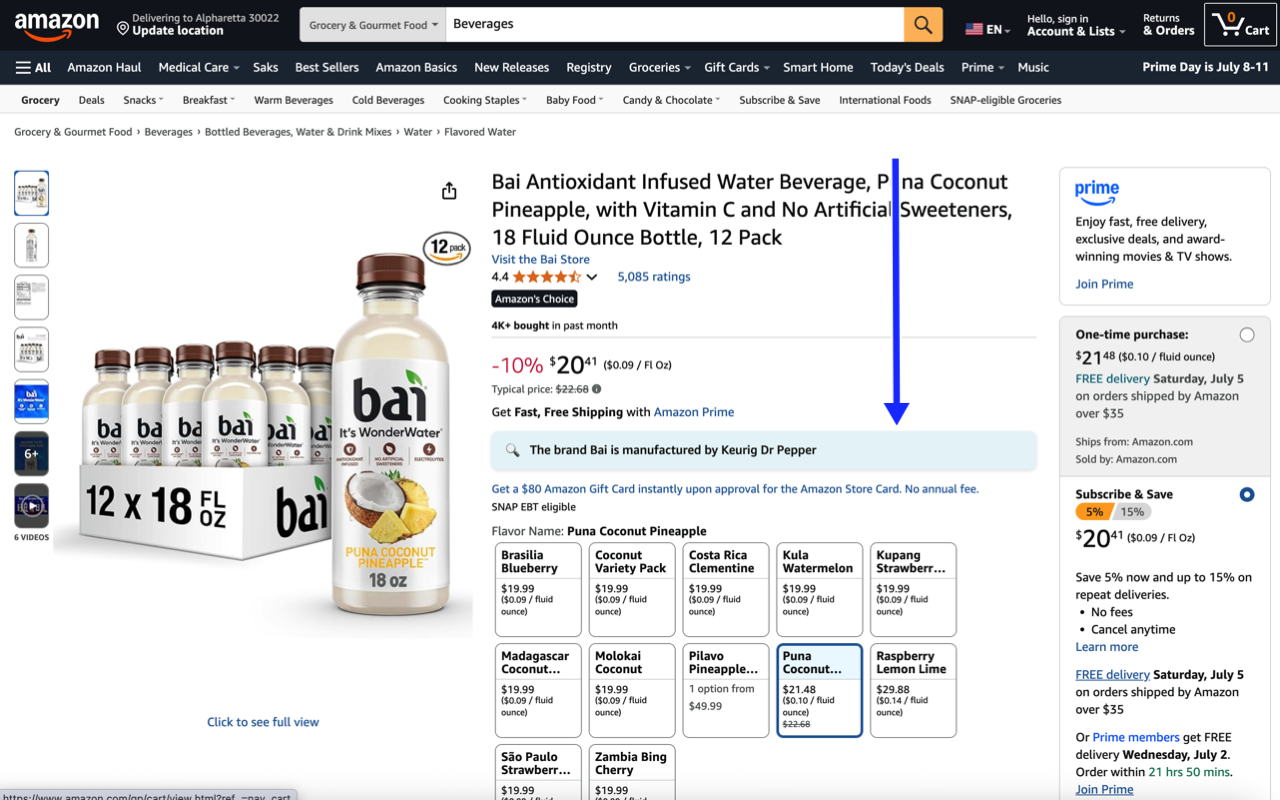 amazon
Delivering to Alpharetta 30022
Update location
Grocery & Gourmet Food
Beverages
EN
Hello, sign in
Account & Lists
Returns
& Orders
0
Cart
All
Amazon Haul
Medical Care
Saks
Best Sellers
Amazon Basics
New Releases
Registry
Groceries
Gift Cards
Smart Home
Today's Deals
Prime
Music
Prime Day is July 8-11
Grocery
Deals
Snacks
Breakfast
Warm Beverages
Cold Beverages
Cooking Staples
Baby Food
Candy & Chocolate
Subscribe & Save
International Foods
SNAP-eligible Groceries
Grocery & Gourmet Food › Beverages › Bottled Beverages, Water & Drink Mixes › Water › Flavored Water
6+
6 VIDEOS
12 pack
bai
It's WonderWater
ANTIOXIDANT INFUSED
NO ARTIFICIAL SWEETENERS
ELECTROLYTES
PUNA COCONUT
PINEAPPLE
18 oz
12 x 18 FL OZ
bai
Click to see full view
Bai Antioxidant Infused Water Beverage, P na Coconut
Pineapple, with Vitamin C and No Artificial Sweeteners,
18 Fluid Ounce Bottle, 12 Pack
Visit the Bai Store
4.4
5,085 ratings
Amazon's Choice
4K+ bought in past month
-10% $2041 ($0.09 / Fl Oz)
Typical price: $22.68
Get Fast, Free Shipping with Amazon Prime
The brand Bai is manufactured by Keurig Dr Pepper
Get a $80 Amazon Gift Card instantly upon approval for the Amazon Store Card. No annual fee.
SNAP EBT eligible
Flavor Name: Puna Coconut Pineapple
Brasilia
Blueberry
$19.99
($0.09 / fluid
ounce)
Coconut
Variety Pack
$19.99
($0.09 / fluid
ounce)
Costa Rica
Clementine
$19.99
($0.09 / fluid
ounce)
Kula
Watermelon
$19.99
($0.09 / fluid
ounce)
Kupang
Strawberr...
$19.99
($0.09 / fluid
ounce)
Madagascar
Coconut...
$19.99
($0.09 / fluid
ounce)
Molokai
Coconut
$19.99
($0.09 / fluid
ounce)
Pilavo
Pineapple...
1 option from
$49.99
Puna
Coconut...
$21.48
($0.10 / fluid
ounce)
$22.68
Raspberry
Lemon Lime
$29.88
($0.14 / fluid
ounce)
São Paulo
Strawberr...
$19.99
Zambia Bing
Cherry
$19.99
prime
Enjoy fast, free delivery,
exclusive deals, and award-
winning movies & TV shows.
Join Prime
One-time purchase:
$2148 ($0.10 / fluid ounce)
FREE delivery Saturday, July 5
on orders shipped by Amazon
over $35
Ships from: Amazon.com
Sold by: Amazon.com
Subscribe & Save
5% 15%
$2041 ($0.09 / Fl Oz)
Save 5% now and up to 15% on
repeat deliveries.
• No fees
• Cancel anytime
Learn more
FREE delivery Saturday, July 5
on orders shipped by Amazon
over $35
Or Prime members get FREE
delivery Wednesday, July 2.
Order within 21 hrs 50 mins.
Join Prime
https://www.amazon.com/gp/cart/view.html?ref_=nav_cart